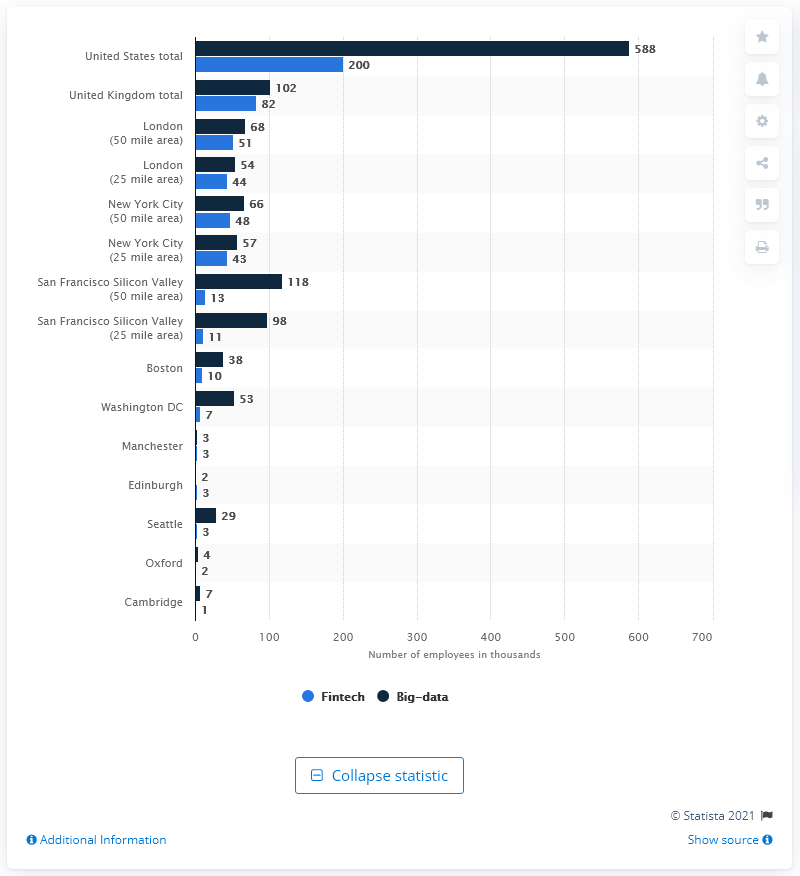 United States total
588
200
United Kingdom total
102
82
London
(50 mile area)
68
51
London
(25 mile area)
54
44
New York City
(50 mile area)
66
48
New York City
(25 mile area)
57
43
San Francisco Silicon Valley
(50 mile area)
118
13
San Francisco Silicon Valley
(25 mile area)
98
11
Boston
38
10
Washington DC
53
7
Manchester
3
3
Edinburgh
2
3
Seattle
29
3
Oxford
4
2
Cambridge
7
1
0 100 200 300 400 500 600 700
Number of employees in thousands
Fintech Big-data
Collapse statistic
© Statista 2021
Additional Information
Show source